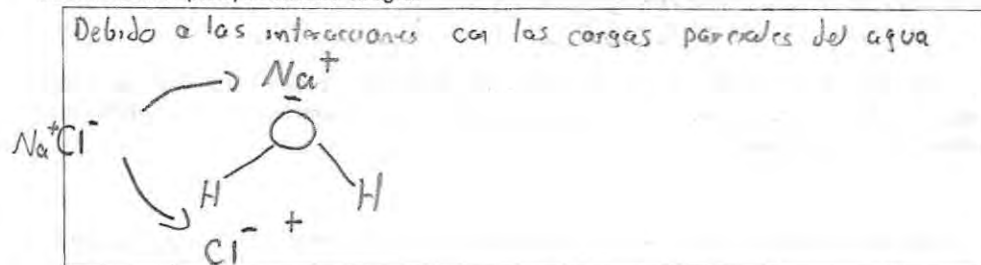 Debido a las interacciones con las cargas parciales del agua
Na⁺
−
Na⁺Cl⁻
H H
+
Cl⁻